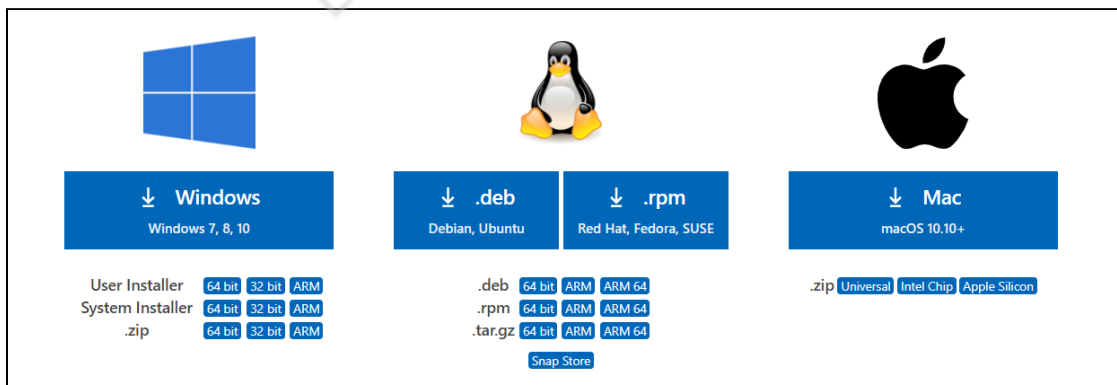 Windows
Windows 7, 8, 10
User Installer 64 bit 32 bit ARM
System Installer 64 bit 32 bit ARM
.zip 64 bit 32 bit ARM
.deb
Debian, Ubuntu
.rpm
Red Hat, Fedora, SUSE
.deb 64 bit ARM ARM 64
.rpm 64 bit ARM ARM 64
.tar.gz 64 bit ARM ARM 64
Snap Store
Mac
macOS 10.10+
.zip Universal Intel Chip Apple Silicon